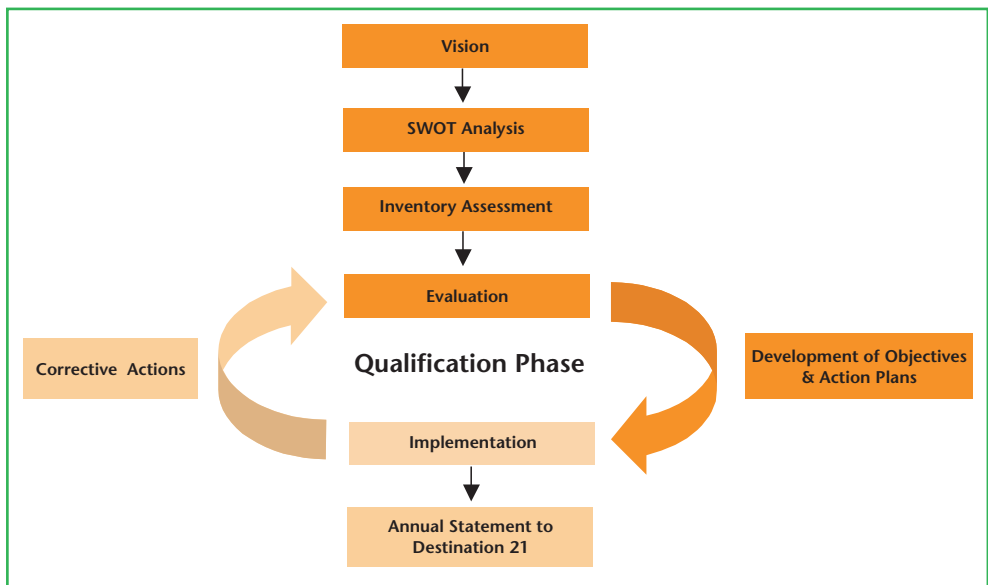 Vision
SWOT Analysis
Inventory Assessment
Evaluation
Qualification Phase
Corrective Actions
Development of Objectives
& Action Plans
Implementation
Annual Statement to
Destination 21